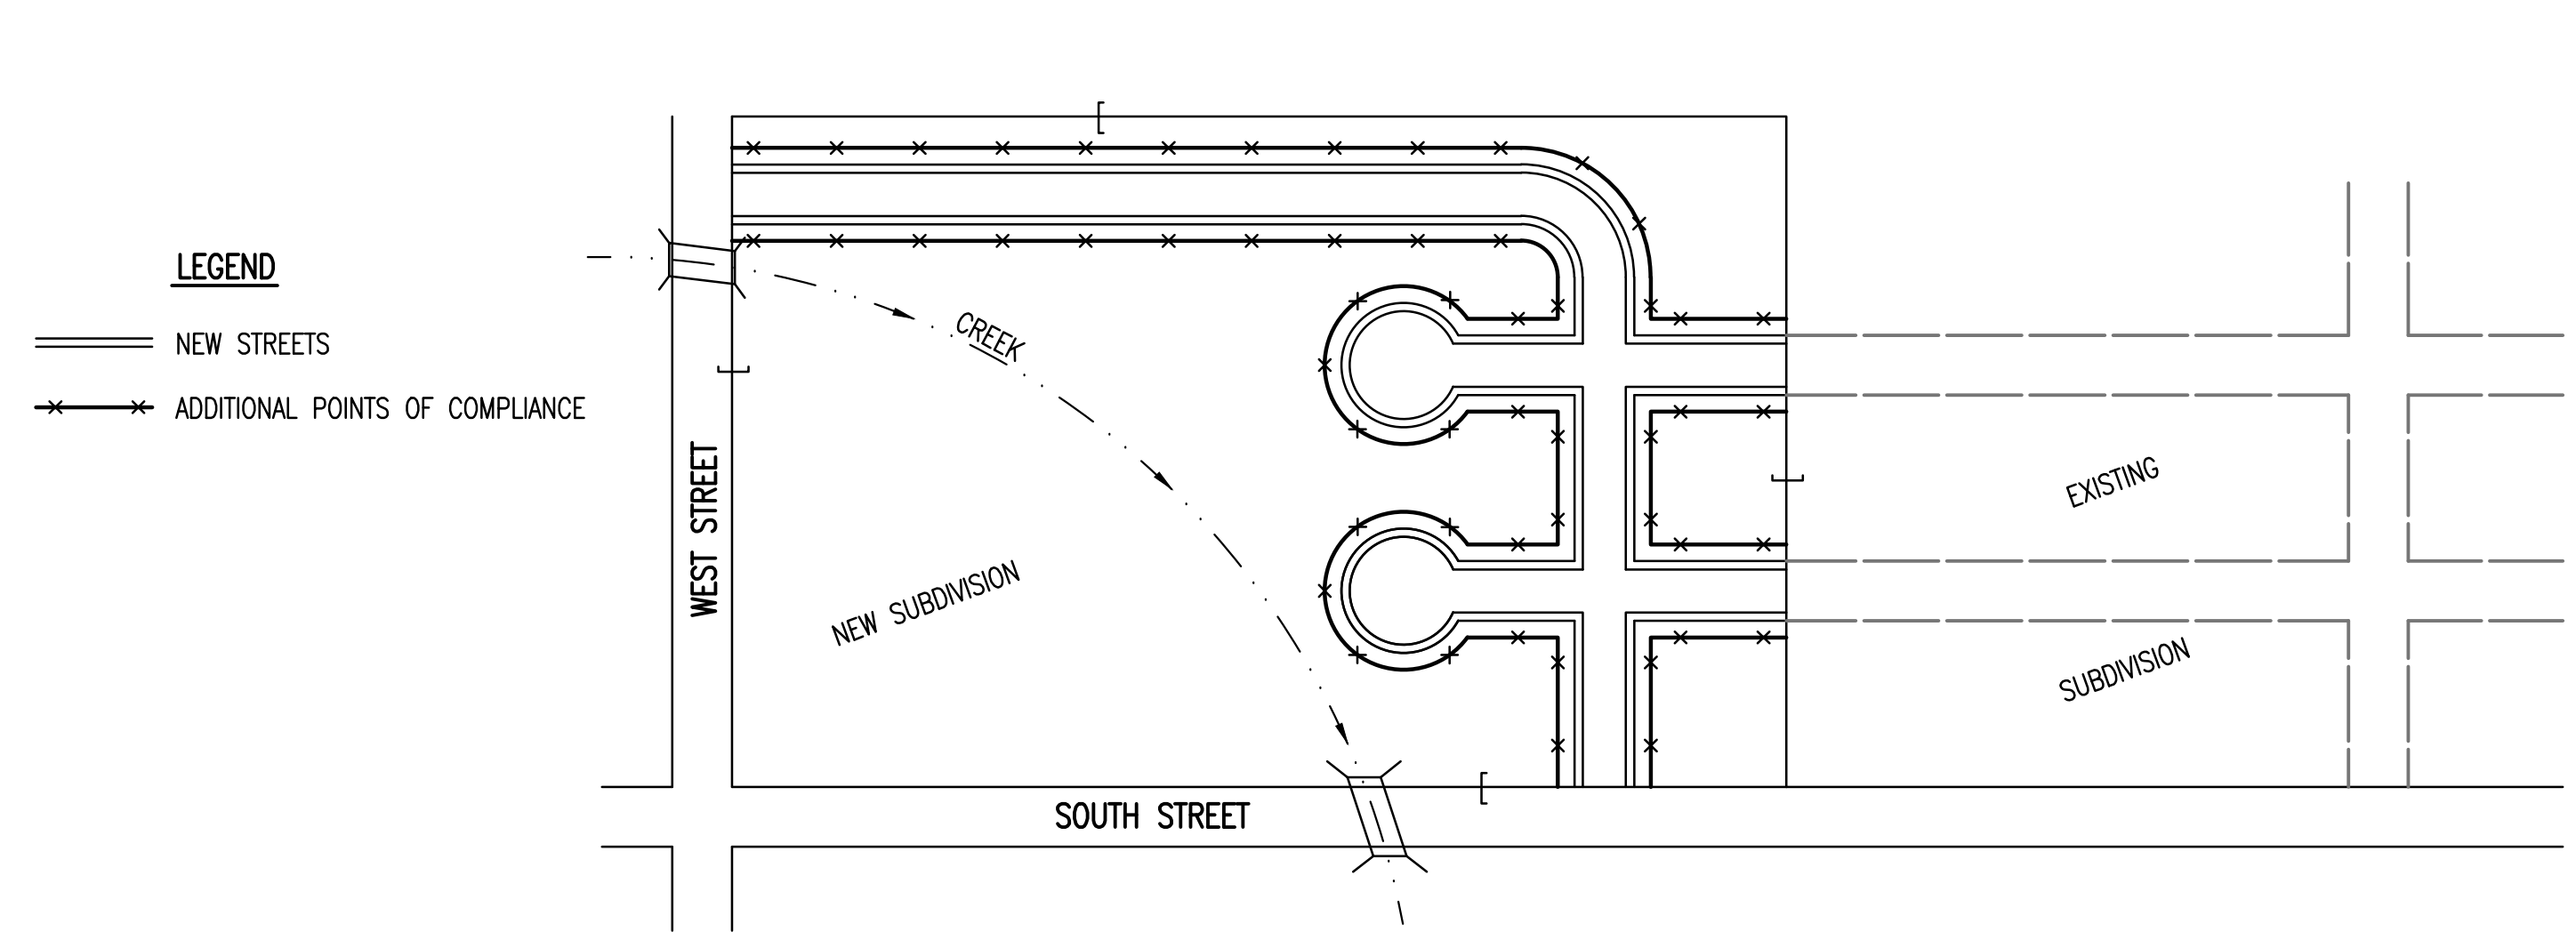 LEGEND
NEW STREETS
ADDITIONAL POINTS OF COMPLIANCE
CREEK
WEST STREET
NEW SUBDIVISION
SOUTH STREET
EXISTING
SUBDIVISION